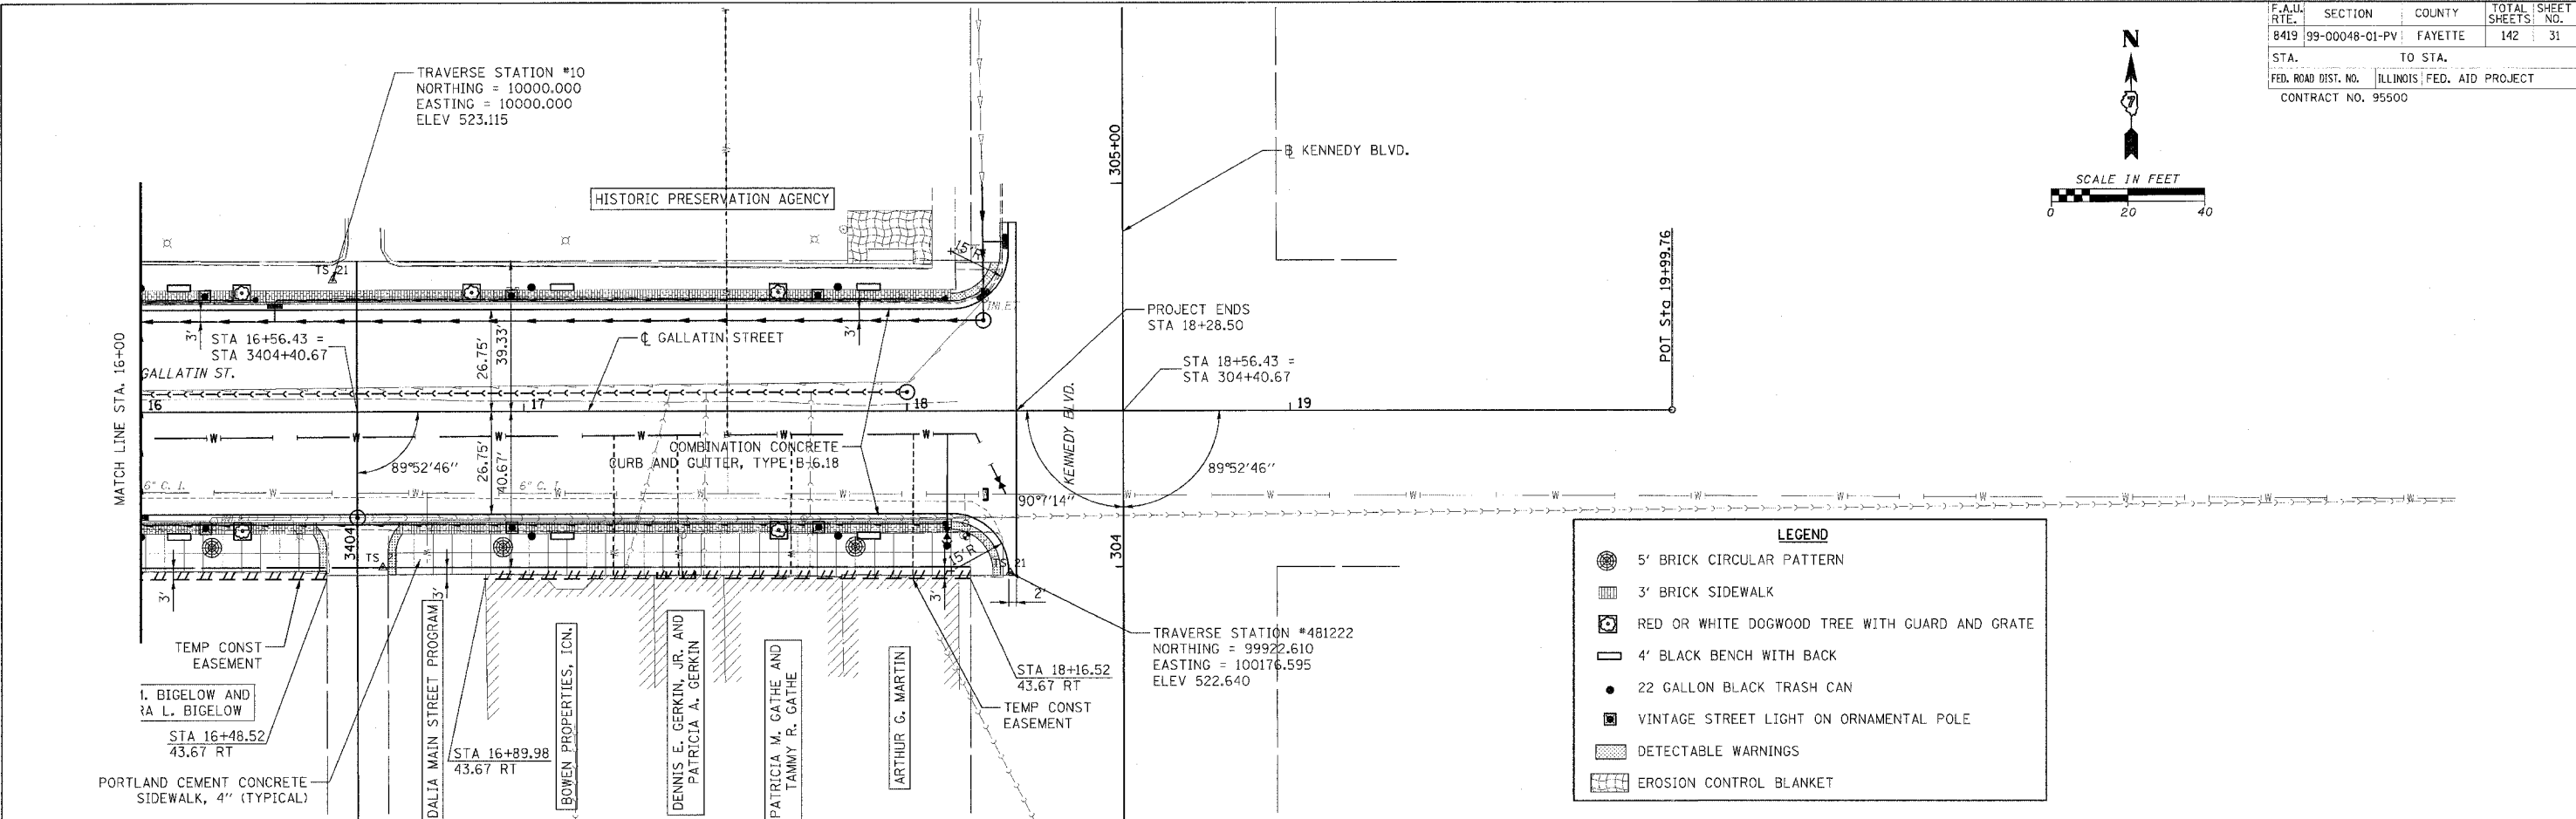 F.A.U. RTE. SECTION COUNTY TOTAL SHEETS SHEET NO.
8419 99-00048-01-PV FAYETTE 142 31
STA. TO STA.
FED. ROAD DIST. NO. ILLINOIS FED. AID PROJECT
CONTRACT NO. 95500
N
7
SCALE IN FEET
0 20 40
TRAVERSE STATION #10
NORTHING = 10000.000
EASTING = 10000.000
ELEV 523.115
HISTORIC PRESERVATION AGENCY
305+00
℄ KENNEDY BLVD.
15'R
TS 21
INLE
3'
3'
STA 16+56.43 =
STA 3404+40.67
26.75'
39.33'
℄ GALLATIN STREET
PROJECT ENDS
STA 18+28.50
STA 18+56.43 =
STA 304+40.67
POT Sta 19+99.76
MATCH LINE STA. 16+00
GALLATIN ST.
16
17
18
19
W W W W W W W
COMBINATION CONCRETE
CURB AND GUTTER, TYPE B-6.18
26.75'
40.67'
89°52'46"
KENNEDY BLVD.
89°52'46"
90°7'14"
6" C. I.
6" C. I.
W W W W W W W W W W W W W W W
3404
TS
304
15'R
TS 21
3'
3'
3'
2'
TEMP CONST
EASEMENT
M. BIGELOW AND
RA L. BIGELOW
STA 16+48.52
43.67 RT
PORTLAND CEMENT CONCRETE
SIDEWALK, 4" (TYPICAL)
DALIA MAIN STREET PROGRAM
STA 16+89.98
43.67 RT
BOWEN PROPERTIES, ICN.
DENNIS E. GERKIN, JR. AND
PATRICIA A. GERKIN
PATRICIA M. GATHE AND
TAMMY R. GATHE
ARTHUR G. MARTIN
STA 18+16.52
43.67 RT
TEMP CONST
EASEMENT
TRAVERSE STATION #481222
NORTHING = 99922.610
EASTING = 100176.595
ELEV 522.640
LEGEND
5' BRICK CIRCULAR PATTERN
3' BRICK SIDEWALK
RED OR WHITE DOGWOOD TREE WITH GUARD AND GRATE
4' BLACK BENCH WITH BACK
22 GALLON BLACK TRASH CAN
VINTAGE STREET LIGHT ON ORNAMENTAL POLE
DETECTABLE WARNINGS
EROSION CONTROL BLANKET